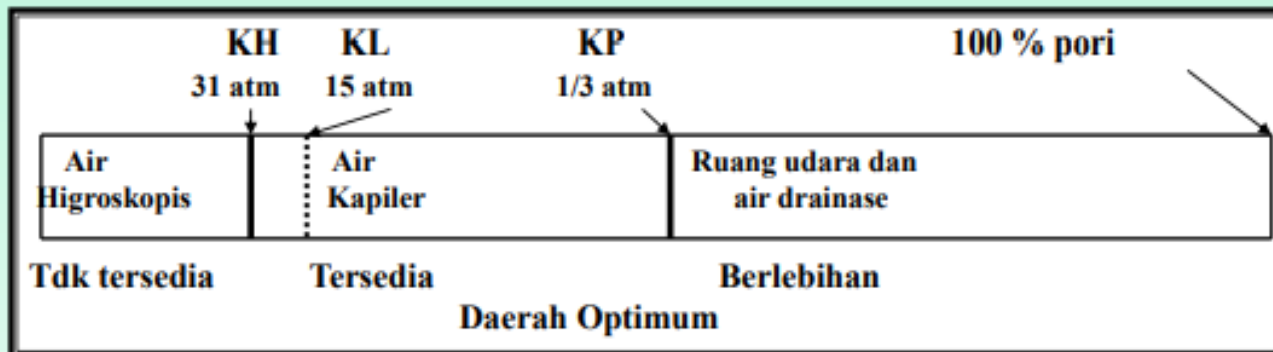 KH KL KP 100 % pori
31 atm 15 atm 1/3 atm
Air Air Ruang udara dan
Higroskopis Kapiler air drainase
Tdk tersedia Tersedia Berlebihan
Daerah Optimum